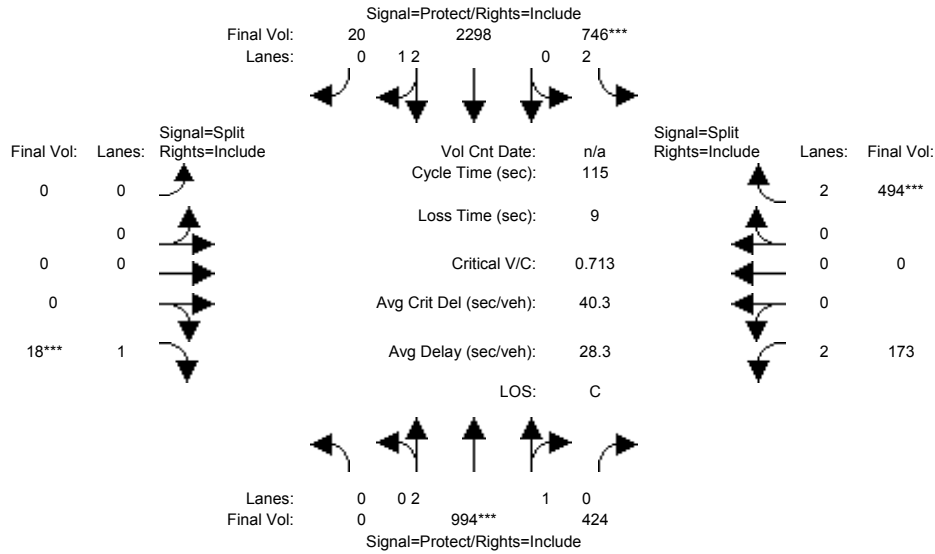 Signal=Protect/Rights=Include
Final Vol: 20 2298 746***
Lanes: 0 1 2 0 2
Signal=Split
Final Vol: Lanes: Rights=Include
Vol Cnt Date: n/a
Signal=Split
Rights=Include Lanes: Final Vol:
Cycle Time (sec): 115
0 0
2 494***
Loss Time (sec): 9
0
0
0 0
Critical V/C: 0.713
0 0
0
Avg Crit Del (sec/veh): 40.3
0
18*** 1
Avg Delay (sec/veh): 28.3
2 173
LOS: C
Lanes: 0 0 2 1 0
Final Vol: 0 994*** 424
Signal=Protect/Rights=Include